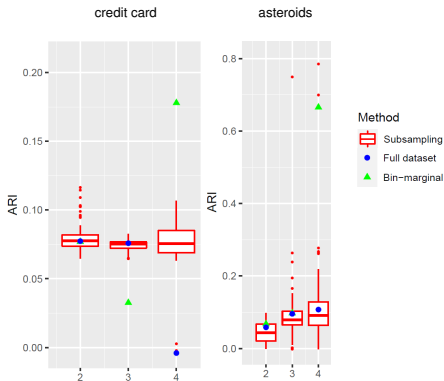 credit card
asteroids
ARI
0.20
0.15
0.10
0.05
0.00
2
3
4
ARI
0.8
0.6
0.4
0.2
0.0
2
3
4
Method
Subsampling
Full dataset
Bin−marginal